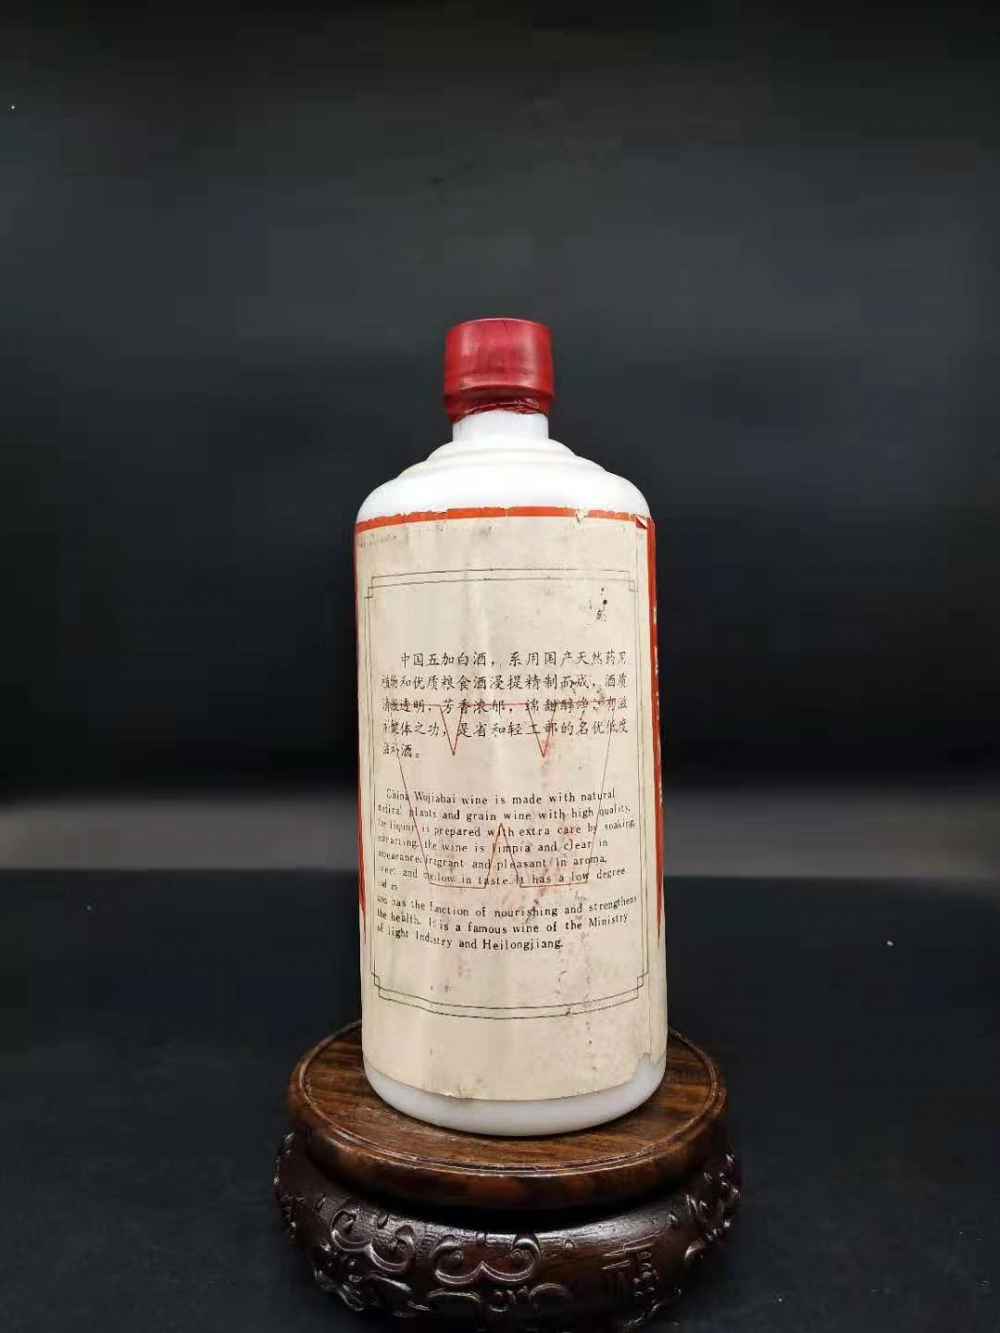 中国五加白酒，系用国产天然药用
植物和优质粮食酒浸提精制而成，酒质
清澈透明，芳香浓郁，绵甜醇净，有滋
补健体之功，是省和轻工部的名优低度
滋补酒。
China Wujiabai wine is made with natural
plants and grain wine with high quality.
The liquor is prepared with extra care by soaking,
extracting. the wine is limpia and clear in
appearance, fragrant and pleasant in aroma,
sweet and mellow in taste. It has a low degree
and has the function of nourishing and strengthens
the health. It is a famous wine of the Ministry
of light Industry and Heilongjiang.